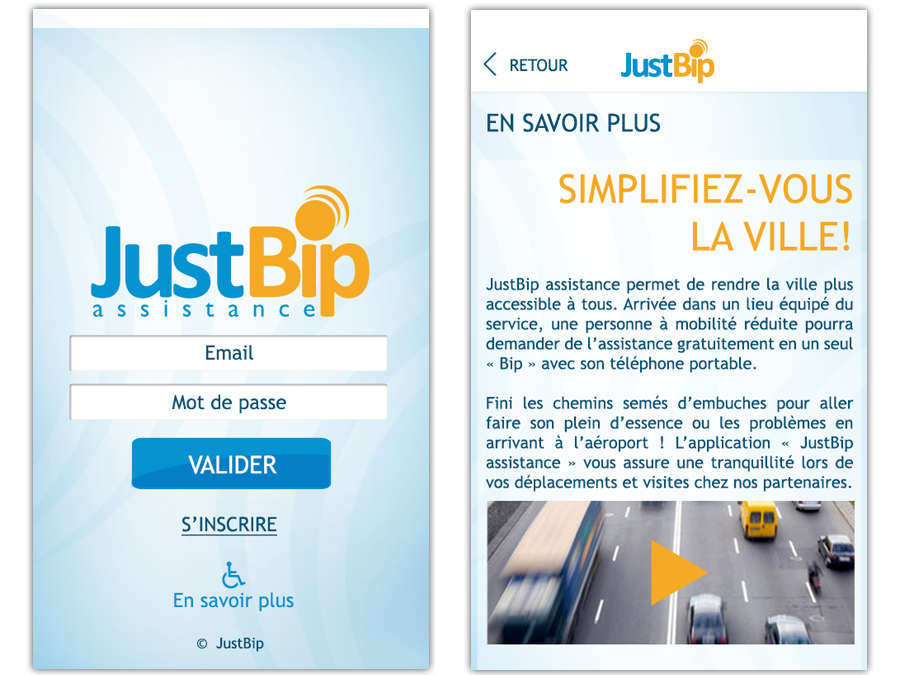 JustBip
assistance
Email
Mot de passe
VALIDER
S’INSCRIRE
En savoir plus
© JustBip
RETOUR
JustBip
EN SAVOIR PLUS
SIMPLIFIEZ-VOUS
LA VILLE!
JustBip assistance permet de rendre la ville plus
accessible à tous. Arrivée dans un lieu équipé du
service, une personne à mobilité réduite pourra
demander de l’assistance gratuitement en un seul
« Bip » avec son téléphone portable.
Fini les chemins semés d’embuches pour aller
faire son plein d’essence ou les problèmes en
arrivant à l’aéroport ! L’application « JustBip
assistance » vous assure une tranquillité lors de
vos déplacements et visites chez nos partenaires.